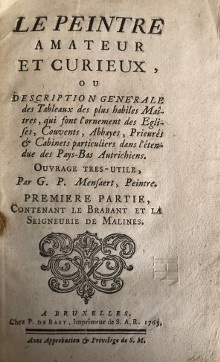 LE PEINTRE
AMATEUR
ET CURIEUX,
OU
DESCRIPTION GENERALE
des Tableaux des plus habiles Maî-
tres, qui font l'ornement des Egli-
ses, Couvents, Abbayes, Prieurés
& Cabinets particuliers dans l'éten-
due des Pays-Bas Autrichiens.
OUVRAGE TRES-UTILE,
Par G. P. Mensaert, Peintre.
PREMIERE PARTIE,
CONTENANT LE BRABANT ET LA
SEIGNEURIE DE MALINES.
A BRUXELLES,
Chez P. DE BAST, Imprimeur de S. A. R. 1763.
Avec Approbation & Privilége de S. M.